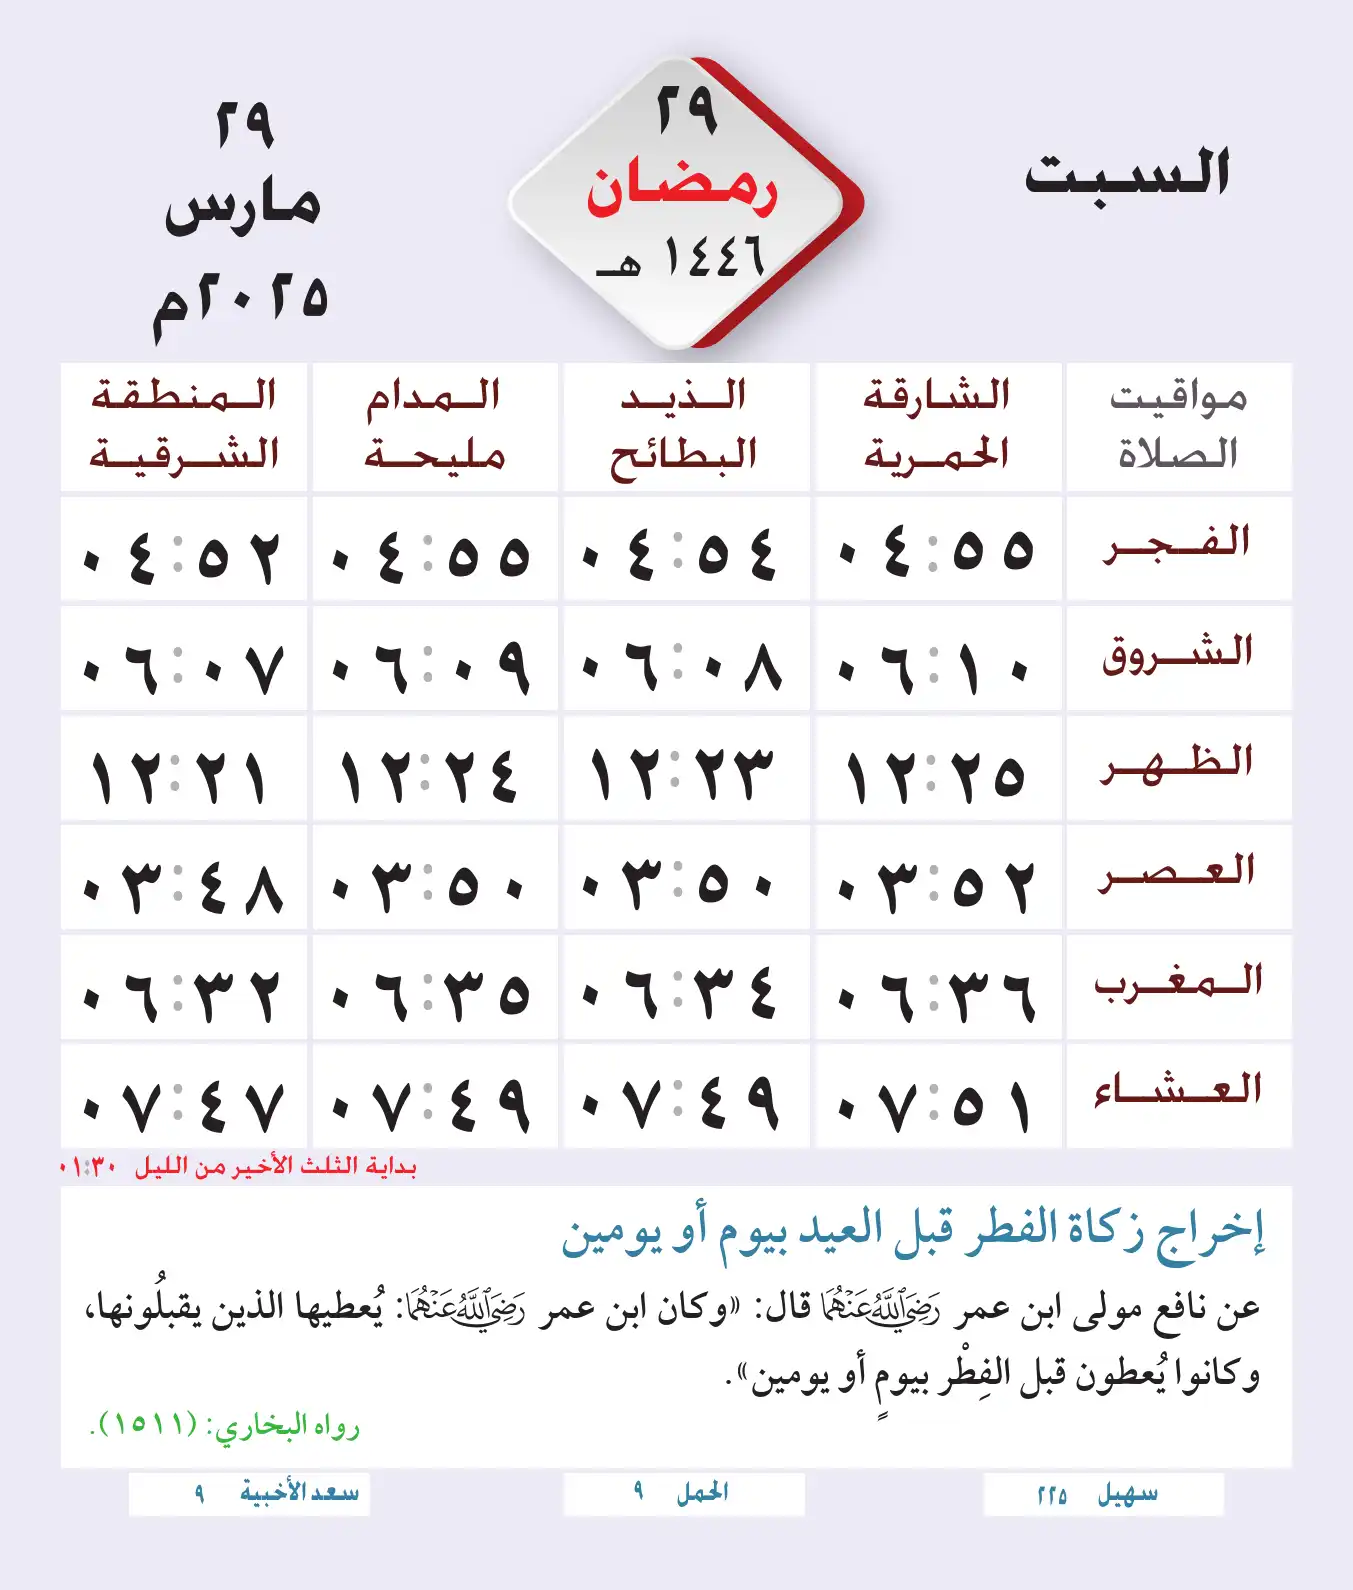 السبت
٢٩
رمضان
١٤٤٦ هـ
٢٩
مارس
٢٠٢٥م
مواقيت الصلاة الشارقة الحمرية الذيد البطائح المدام مليحة المنطقة الشرقية
الفجر ٠٤:٥٥ ٠٤:٥٤ ٠٤:٥٥ ٠٤:٥٢
الشروق ٠٦:١٠ ٠٦:٠٨ ٠٦:٠٩ ٠٦:٠٧
الظهر ١٢:٢٥ ١٢:٢٣ ١٢:٢٤ ١٢:٢١
العصر ٠٣:٥٢ ٠٣:٥٠ ٠٣:٥٠ ٠٣:٤٨
المغرب ٠٦:٣٦ ٠٦:٣٤ ٠٦:٣٥ ٠٦:٣٢
العشاء ٠٧:٥١ ٠٧:٤٩ ٠٧:٤٩ ٠٧:٤٧
بداية الثلث الأخير من الليل ٠١:٣٠
إخراج زكاة الفطر قبل العيد بيوم أو يومين
عن نافع مولى ابن عمر رَضِيَ اللَّهُ عَنْهُمَا قال: «وكان ابن عمر رَضِيَ اللَّهُ عَنْهُمَا: يُعطيها الذين يقبلُونها،
وكانوا يُعطون قبل الفِطْر بيومٍ أو يومين».
رواه البخاري: (١٥١١).
سهيل ٢٢٥ الحمل ٩ سعد الأخبية ٩